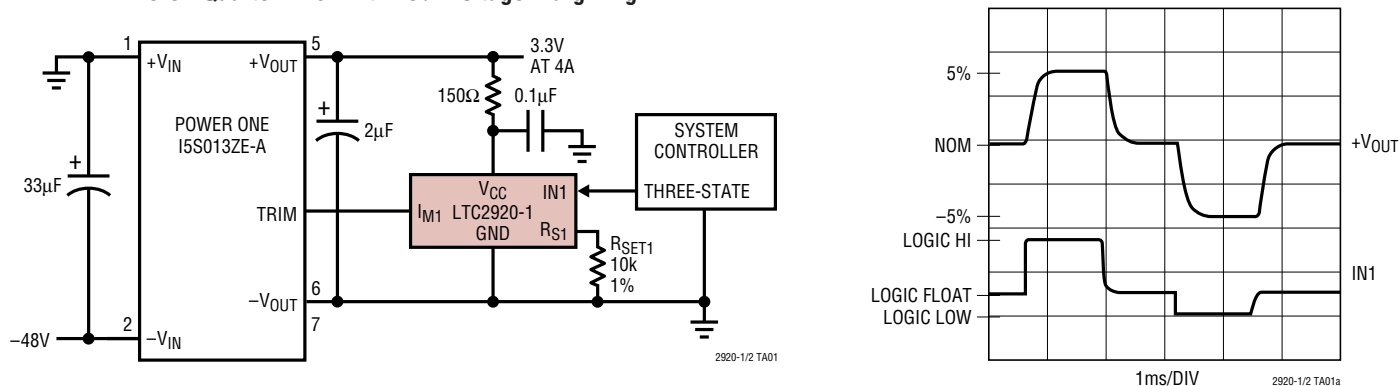 1
+VIN
5
+VOUT
3.3V
AT 4A
150Ω
0.1µF
POWER ONE
I5S013ZE-A
+
2µF
SYSTEM
CONTROLLER
THREE-STATE
+
33µF
TRIM
VCC
IM1
LTC2920-1
GND
IN1
RS1
RSET1
10k
1%
–VOUT
6
7
–48V
2
–VIN
2920-1/2 TA01
5%
NOM
–5%
LOGIC HI
LOGIC FLOAT
LOGIC LOW
+VOUT
IN1
1ms/DIV
2920-1/2 TA01a